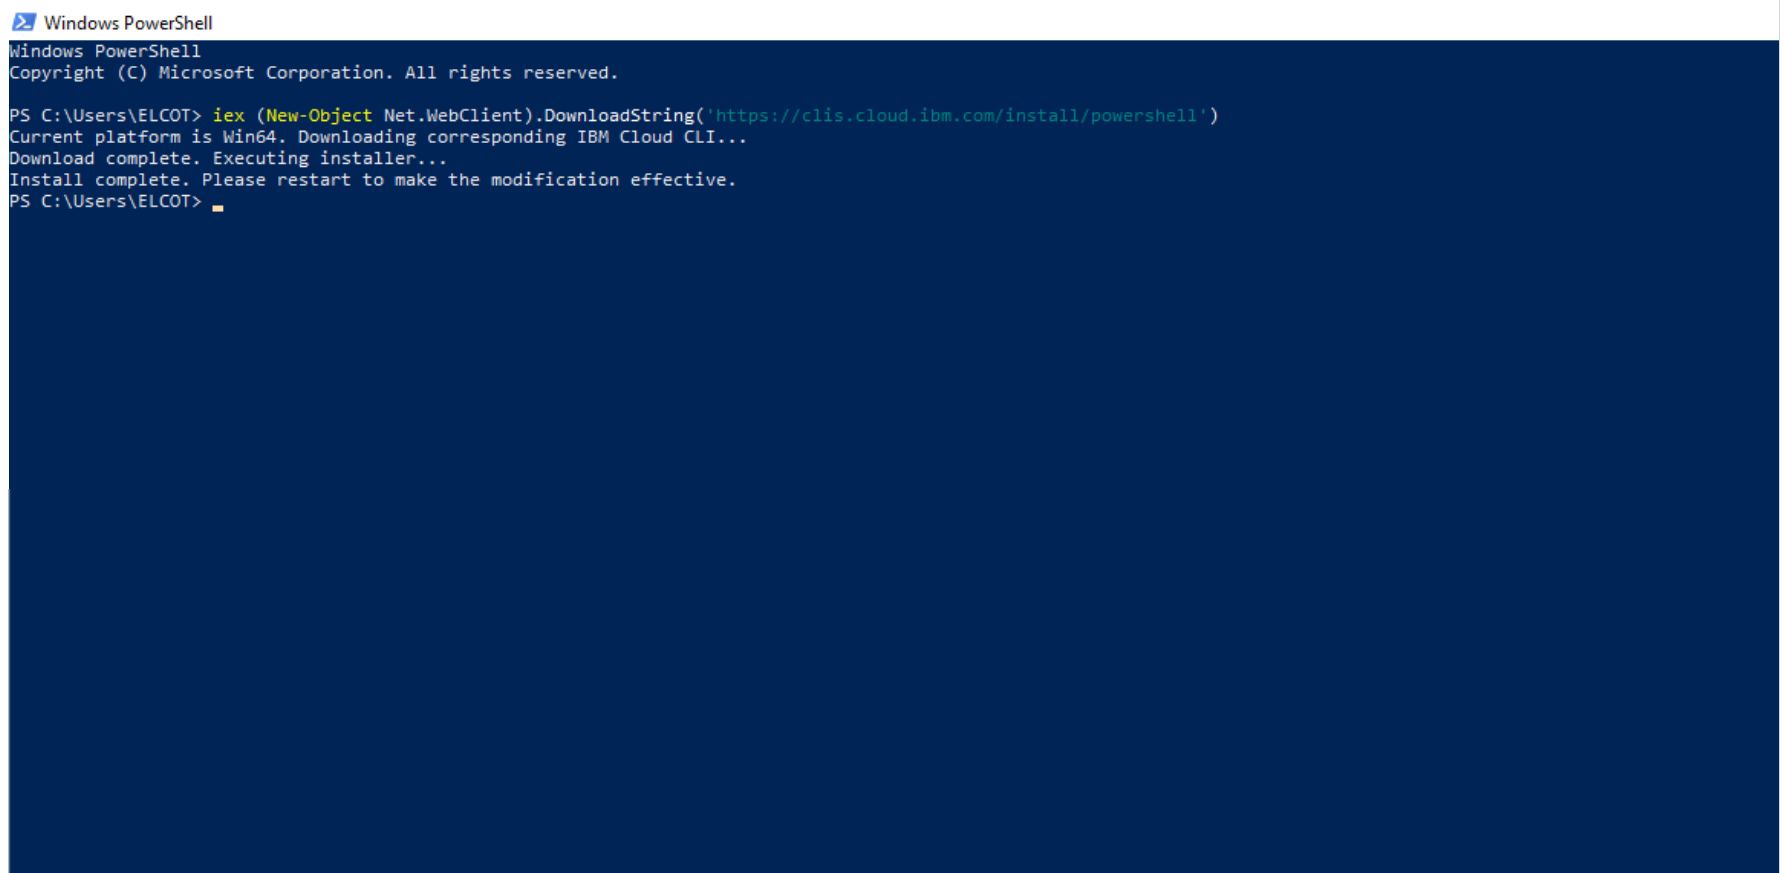 Windows PowerShell
Windows PowerShell
Copyright (C) Microsoft Corporation. All rights reserved.
PS C:\Users\ELCOT> iex (New-Object Net.WebClient).DownloadString('https://clis.cloud.ibm.com/install/powershell')
Current platform is Win64. Downloading corresponding IBM Cloud CLI...
Download complete. Executing installer...
Install complete. Please restart to make the modification effective.
PS C:\Users\ELCOT>